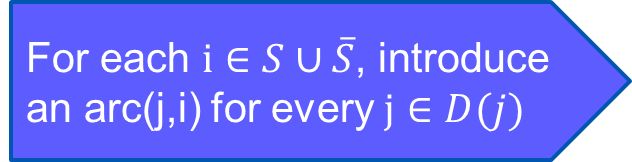 For each i ∈ S ∪ S̄, introduce
an arc(j,i) for every j ∈ D(j)